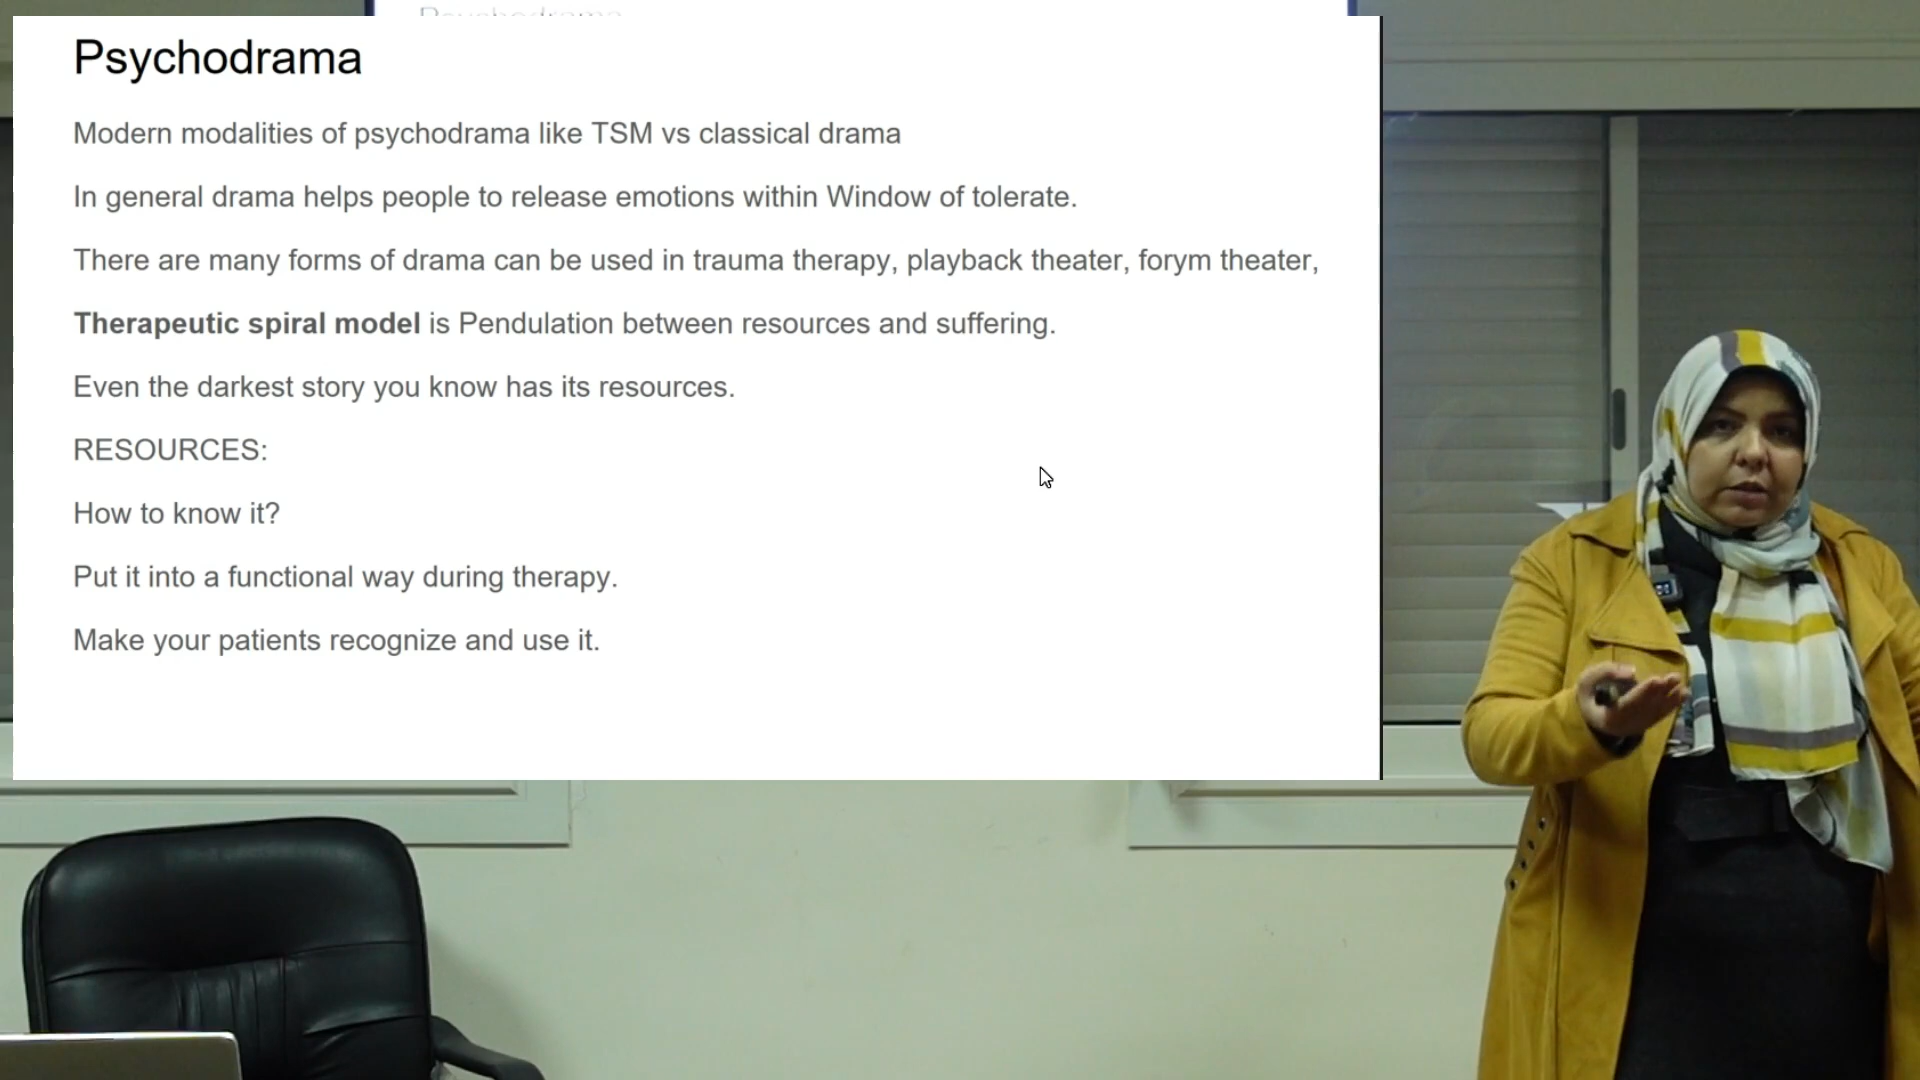 Psychodrama
Psychodrama
Modern modalities of psychodrama like TSM vs classical drama
In general drama helps people to release emotions within Window of tolerate.
There are many forms of drama can be used in trauma therapy, playback theater, forym theater,
Therapeutic spiral model is Pendulation between resources and suffering.
Even the darkest story you know has its resources.
RESOURCES:
How to know it?
Put it into a functional way during therapy.
Make your patients recognize and use it.